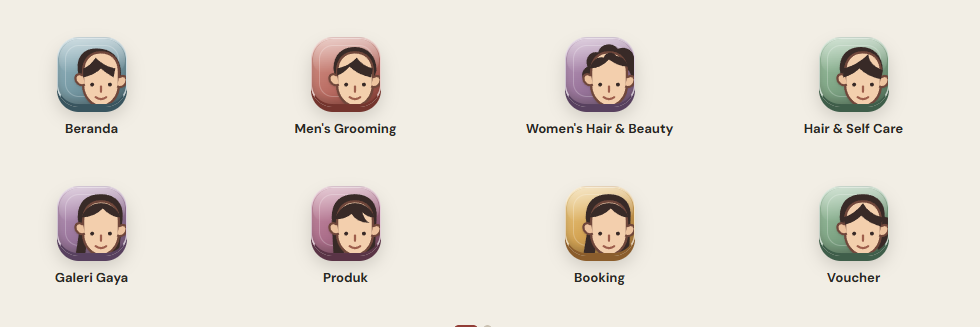 Beranda
Men's Grooming
Women's Hair & Beauty
Hair & Self Care
Galeri Gaya
Produk
Booking
Voucher